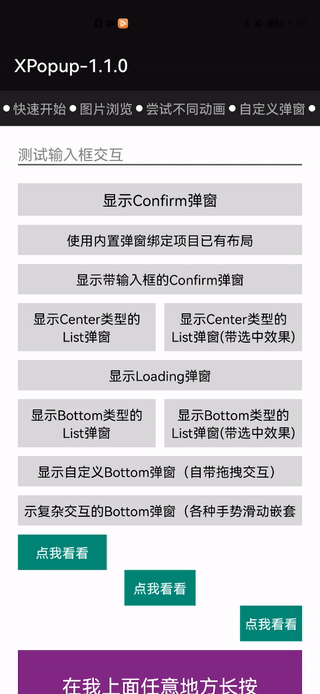 XPopup-1.1.0
快速开始 图片浏览 尝试不同动画 自定义弹窗
测试输入框交互
显示Confirm弹窗
使用内置弹窗绑定项目已有布局
显示带输入框的Confirm弹窗
显示Center类型的
List弹窗
显示Center类型的
List弹窗(带选中效果)
显示Loading弹窗
显示Bottom类型的
List弹窗
显示Bottom类型的
List弹窗(带选中效果)
显示自定义Bottom弹窗（自带拖拽交互）
示复杂交互的Bottom弹窗（各种手势滑动嵌套
点我看看
点我看看
点我看看
在我上面任意地方长按